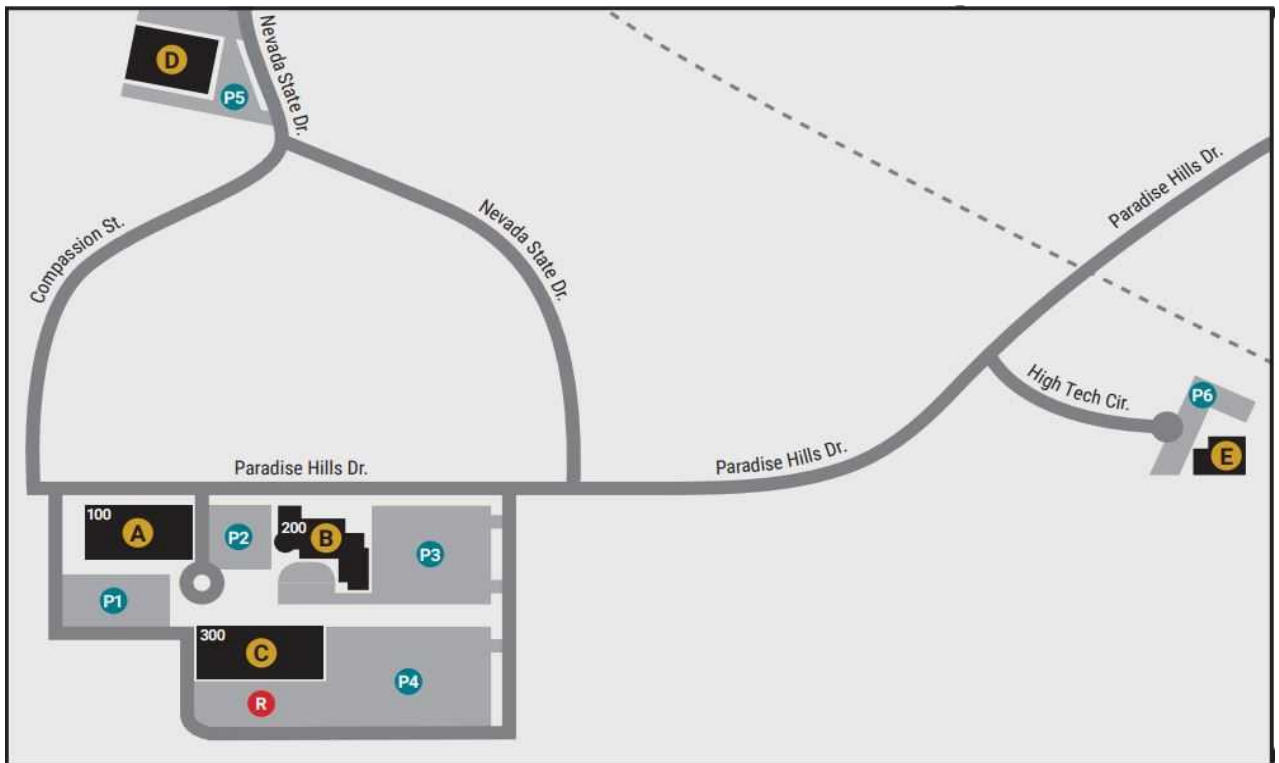 Nevada State Dr.
D
P5
Compassion St.
Nevada State Dr.
Paradise Hills Dr.
High Tech Cir.
P6
E
Paradise Hills Dr.
Paradise Hills Dr.
100
A
P2
200
B
P3
P1
300
C
P4
R